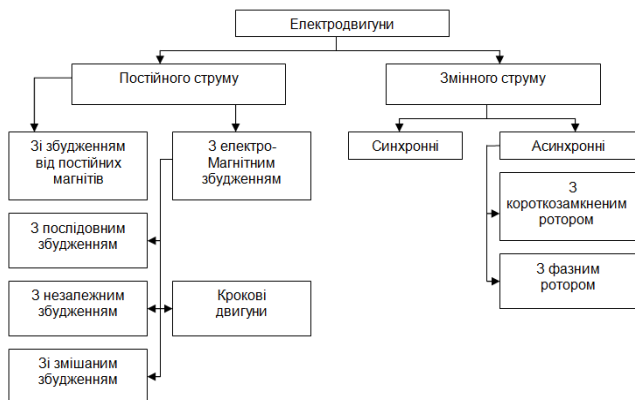 Електродвигуни
Постійного струму
Змінного струму
Зі збудженням
від постійних
магнітів
З електро-
Магнітним
збудженням
Синхронні
Асинхронні
З
короткозамкненим
ротором
З послідовним
збудженням
З фазним
ротором
З незалежним
збудженням
Крокові
двигуни
Зі змішаним
збудженням